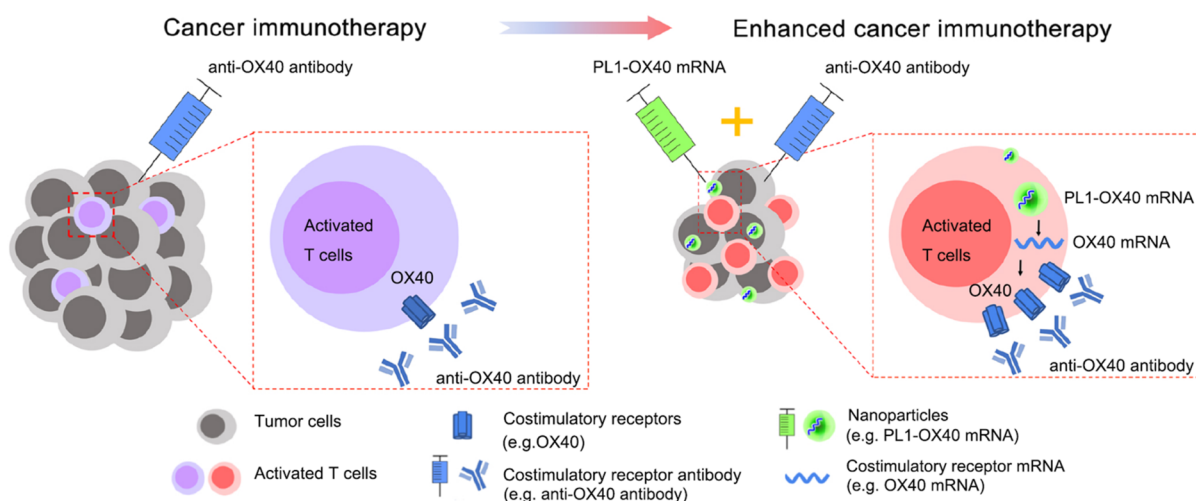 Cancer immunotherapy
Enhanced cancer immunotherapy
anti-OX40 antibody
PL1-OX40 mRNA
anti-OX40 antibody
Activated
T cells
OX40
anti-OX40 antibody
Activated
T cells
PL1-OX40 mRNA
OX40 mRNA
OX40
anti-OX40 antibody
Tumor cells
Activated T cells
Costimulatory receptors
(e.g.OX40)
Costimulatory receptor antibody
(e.g. anti-OX40 antibody)
Nanoparticles
(e.g. PL1-OX40 mRNA)
Costimulatory receptor mRNA
(e.g. OX40 mRNA)